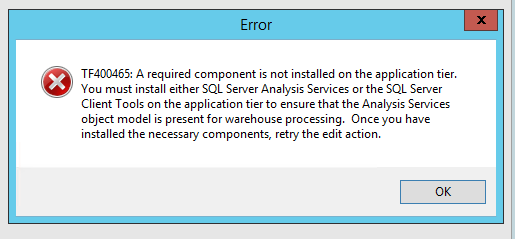 Error
x
TF400465: A required component is not installed on the application tier.
You must install either SQL Server Analysis Services or the SQL Server
Client Tools on the application tier to ensure that the Analysis Services
object model is present for warehouse processing.  Once you have
installed the necessary components, retry the edit action.
OK